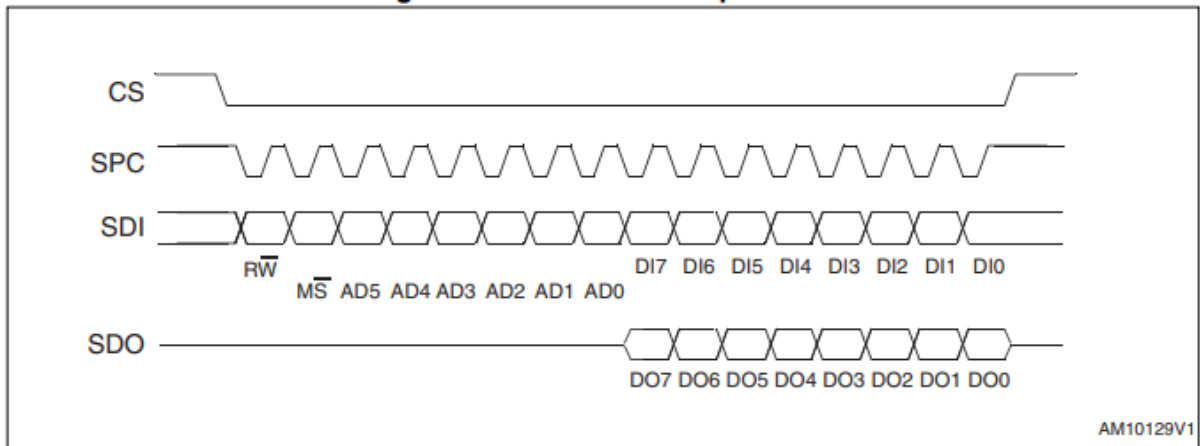 CS
SPC
SDI
RW̅
DI7 DI6 DI5 DI4 DI3 DI2 DI1 DI0
MS̅ AD5 AD4 AD3 AD2 AD1 AD0
SDO
DO7 DO6 DO5 DO4 DO3 DO2 DO1 DO0
AM10129V1